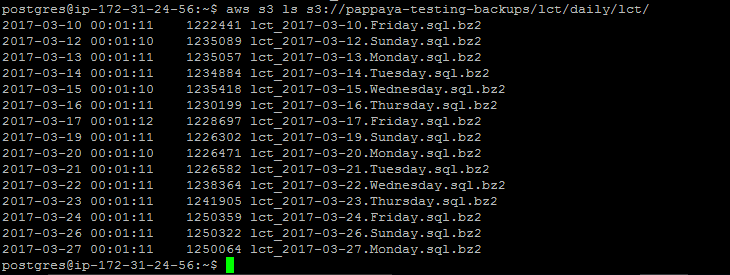 postgres@ip-172-31-24-56:~$ aws s3 ls s3://pappaya-testing-backups/lct/daily/lct/
2017-03-10 00:01:11    1222441 lct_2017-03-10.Friday.sql.bz2
2017-03-12 00:01:10    1235089 lct_2017-03-12.Sunday.sql.bz2
2017-03-13 00:01:11    1235057 lct_2017-03-13.Monday.sql.bz2
2017-03-14 00:01:11    1234884 lct_2017-03-14.Tuesday.sql.bz2
2017-03-15 00:01:10    1235418 lct_2017-03-15.Wednesday.sql.bz2
2017-03-16 00:01:11    1230199 lct_2017-03-16.Thursday.sql.bz2
2017-03-17 00:01:12    1228697 lct_2017-03-17.Friday.sql.bz2
2017-03-19 00:01:11    1226302 lct_2017-03-19.Sunday.sql.bz2
2017-03-20 00:01:10    1226471 lct_2017-03-20.Monday.sql.bz2
2017-03-21 00:01:11    1226582 lct_2017-03-21.Tuesday.sql.bz2
2017-03-22 00:01:11    1238364 lct_2017-03-22.Wednesday.sql.bz2
2017-03-23 00:01:11    1241905 lct_2017-03-23.Thursday.sql.bz2
2017-03-24 00:01:11    1250359 lct_2017-03-24.Friday.sql.bz2
2017-03-26 00:01:11    1250322 lct_2017-03-26.Sunday.sql.bz2
2017-03-27 00:01:11    1250064 lct_2017-03-27.Monday.sql.bz2
postgres@ip-172-31-24-56:~$